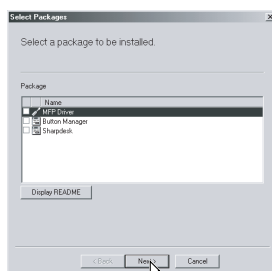 Select Packages
Select a package to be installed.
Package
Name
MFP Driver
Button Manager
Sharpdesk
Display README
< Back Next > Cancel